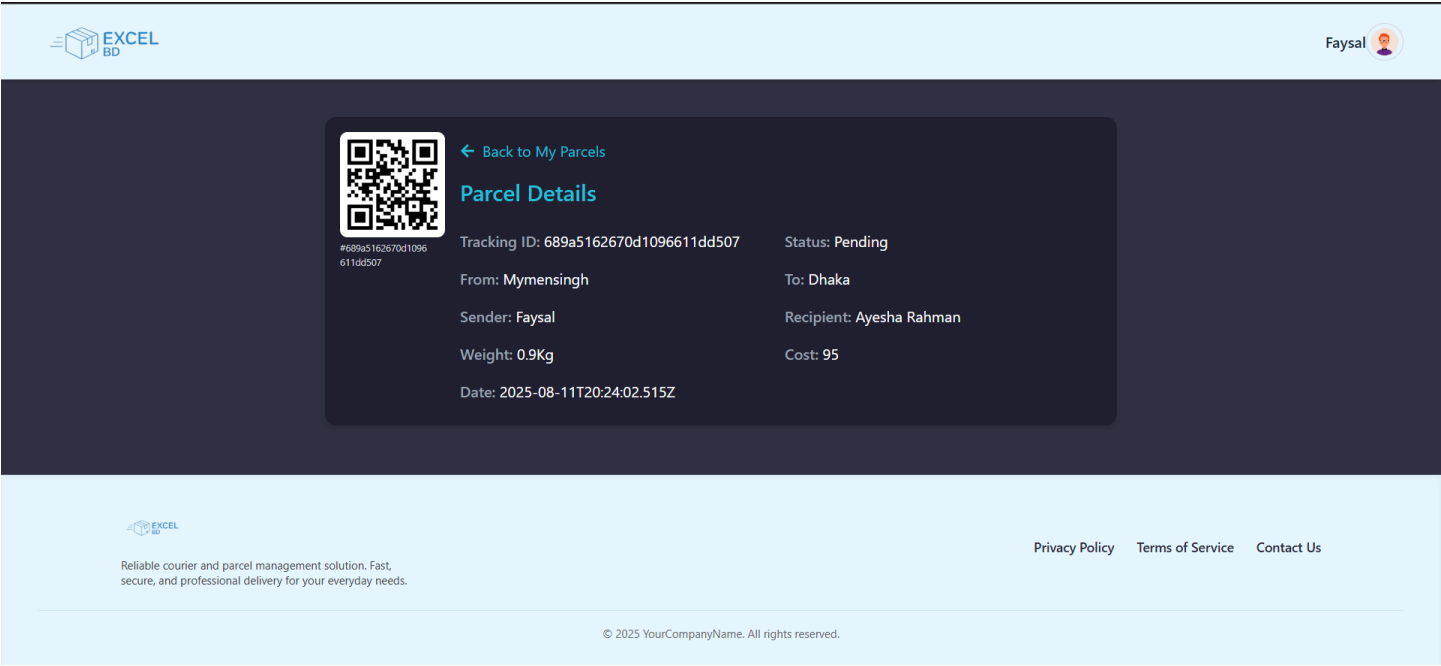 EXCEL
BD
Faysal
← Back to My Parcels
Parcel Details
#689a5162670d1096
611dd507
Tracking ID: 689a5162670d1096611dd507
Status: Pending
From: Mymensingh
To: Dhaka
Sender: Faysal
Recipient: Ayesha Rahman
Weight: 0.9Kg
Cost: 95
Date: 2025-08-11T20:24:02.515Z
EXCEL
BD
Reliable courier and parcel management solution. Fast,
secure, and professional delivery for your everyday needs.
Privacy Policy
Terms of Service
Contact Us
© 2025 YourCompanyName. All rights reserved.